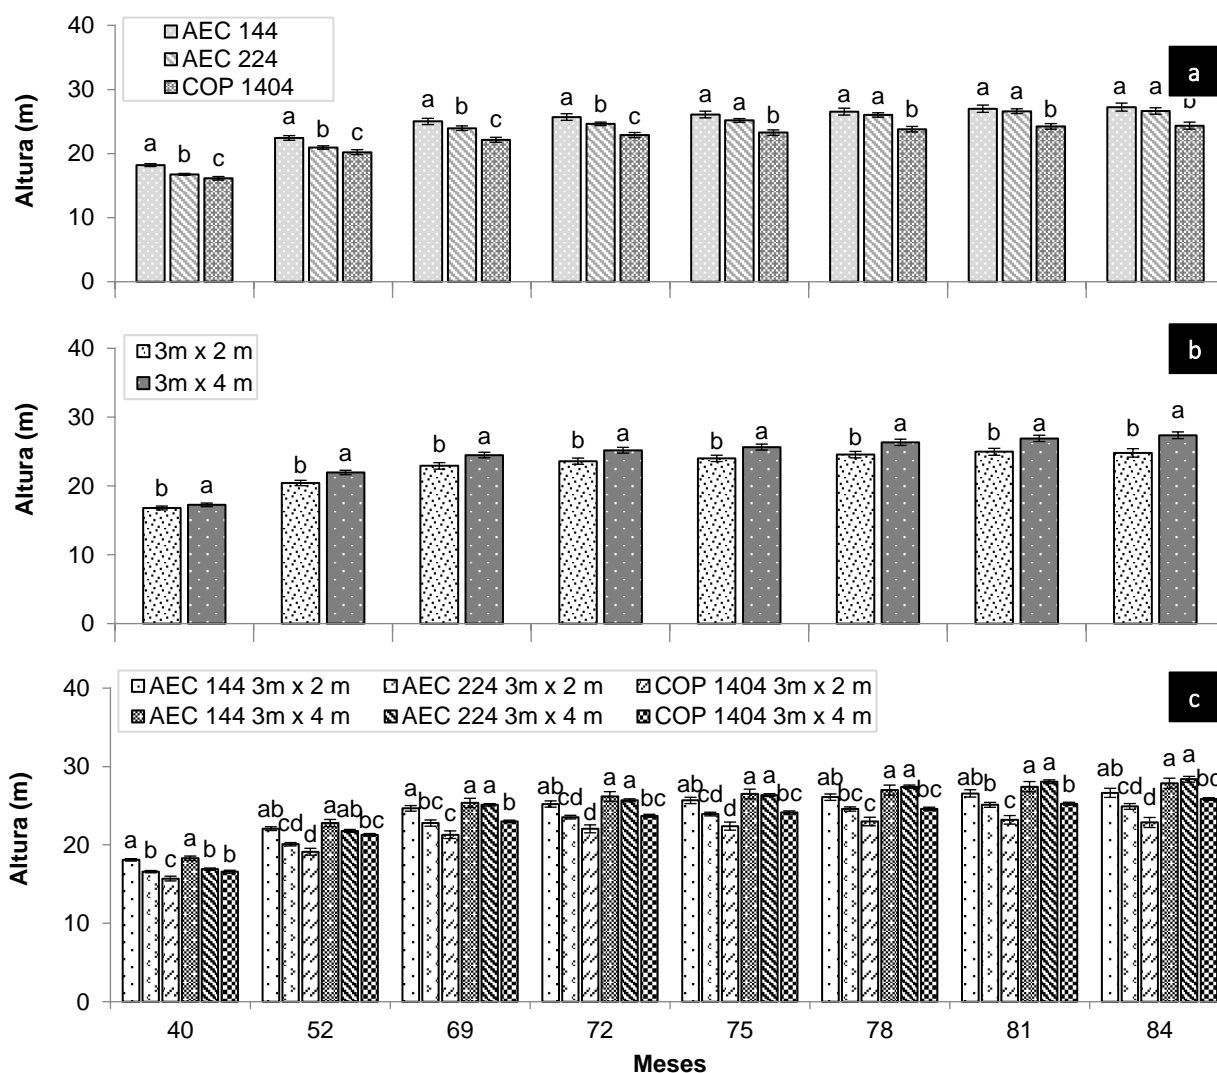 40
AEC 144
AEC 224
COP 1404
a
30
a a a a a a b
a b a b a b a a b a a b a a b
a b c c c c b b b
20
a b c
Altura (m)
10
0
40
3m x 2 m
3m x 4 m
b
30
b a b a b a b a b a b a b a
20
b a
Altura (m)
10
0
40
AEC 144 3m x 2 m AEC 224 3m x 2 m COP 1404 3m x 2 m
AEC 144 3m x 4 m AEC 224 3m x 4 m COP 1404 3m x 4 m
c
30
a b c a b b
ab cd d a ab bc
a bc c a a b
ab cd d a a bc
ab cd d a a bc
ab bc c a a bc
ab b c a a b
ab cd d a a bc
Altura (m)
20
10
0
40 52 69 72 75 78 81 84
Meses